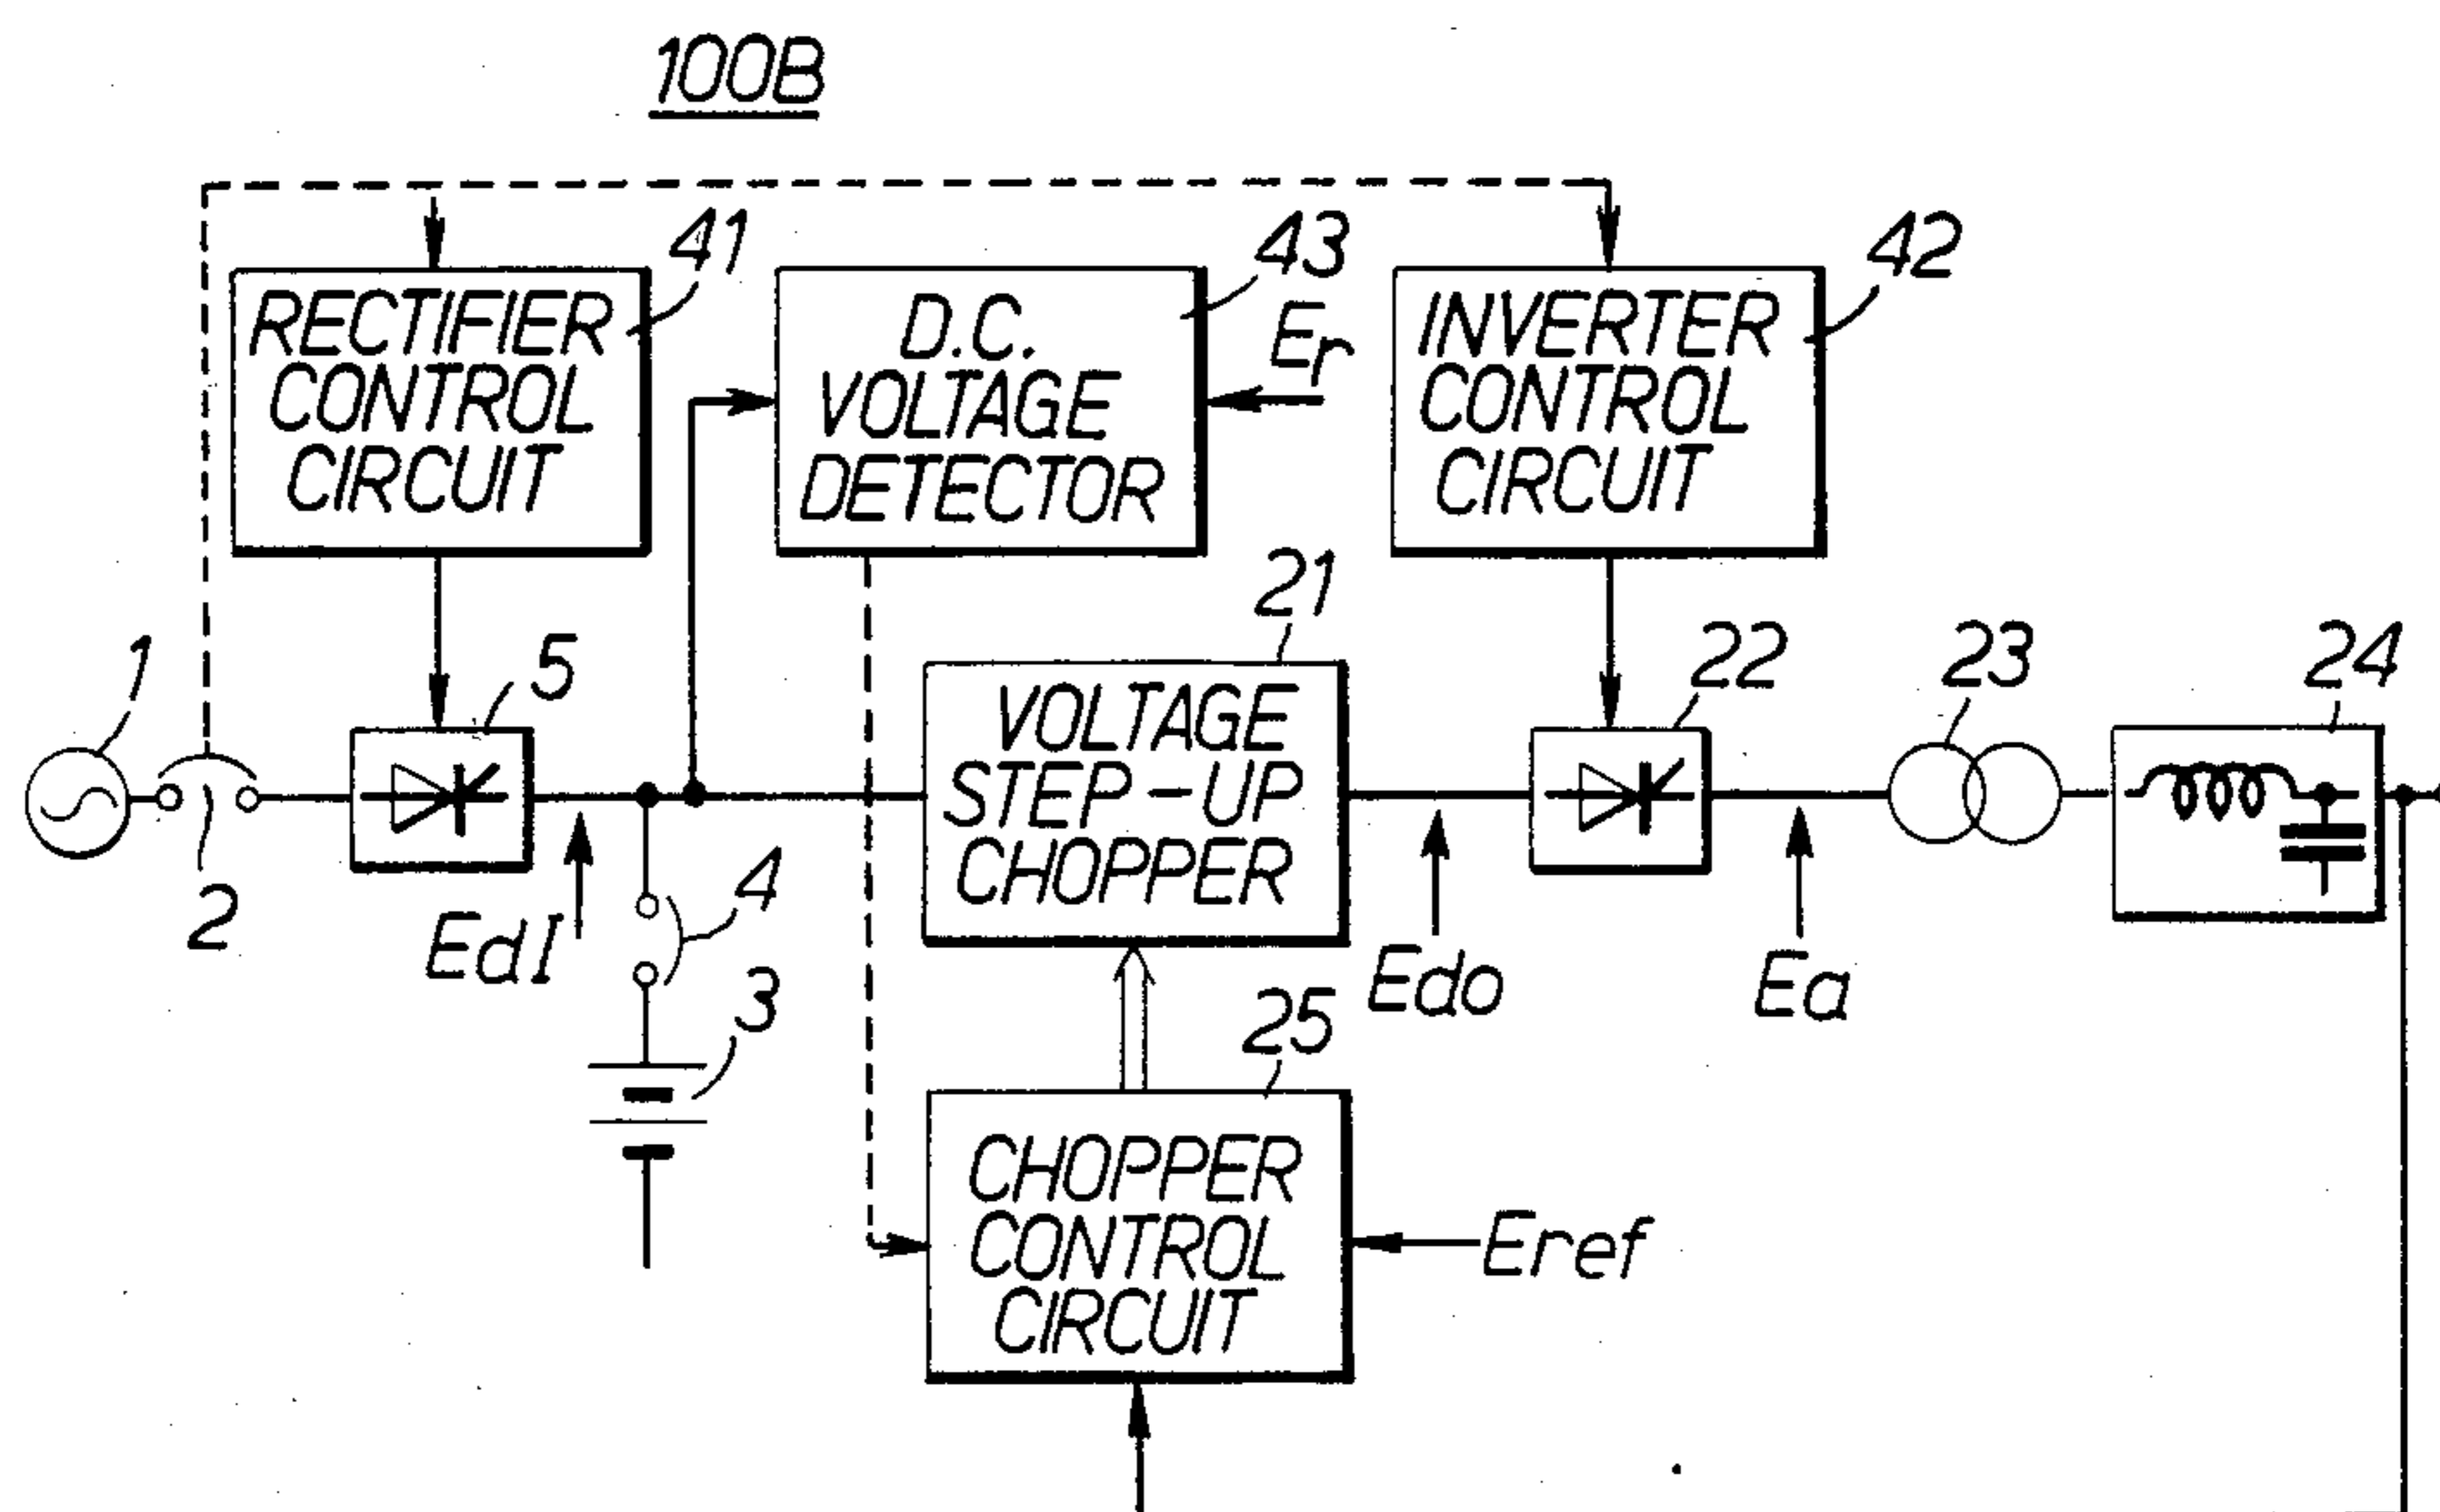 100B
41
43
42
RECTIFIER
CONTROL
CIRCUIT
D.C.
VOLTAGE
DETECTOR
Er
INVERTER
CONTROL
CIRCUIT
21
1
5
22
23
24
VOLTAGE
STEP-UP
CHOPPER
2
4
EdI
Edo
Ea
3
25
CHOPPER
CONTROL
CIRCUIT
Eref